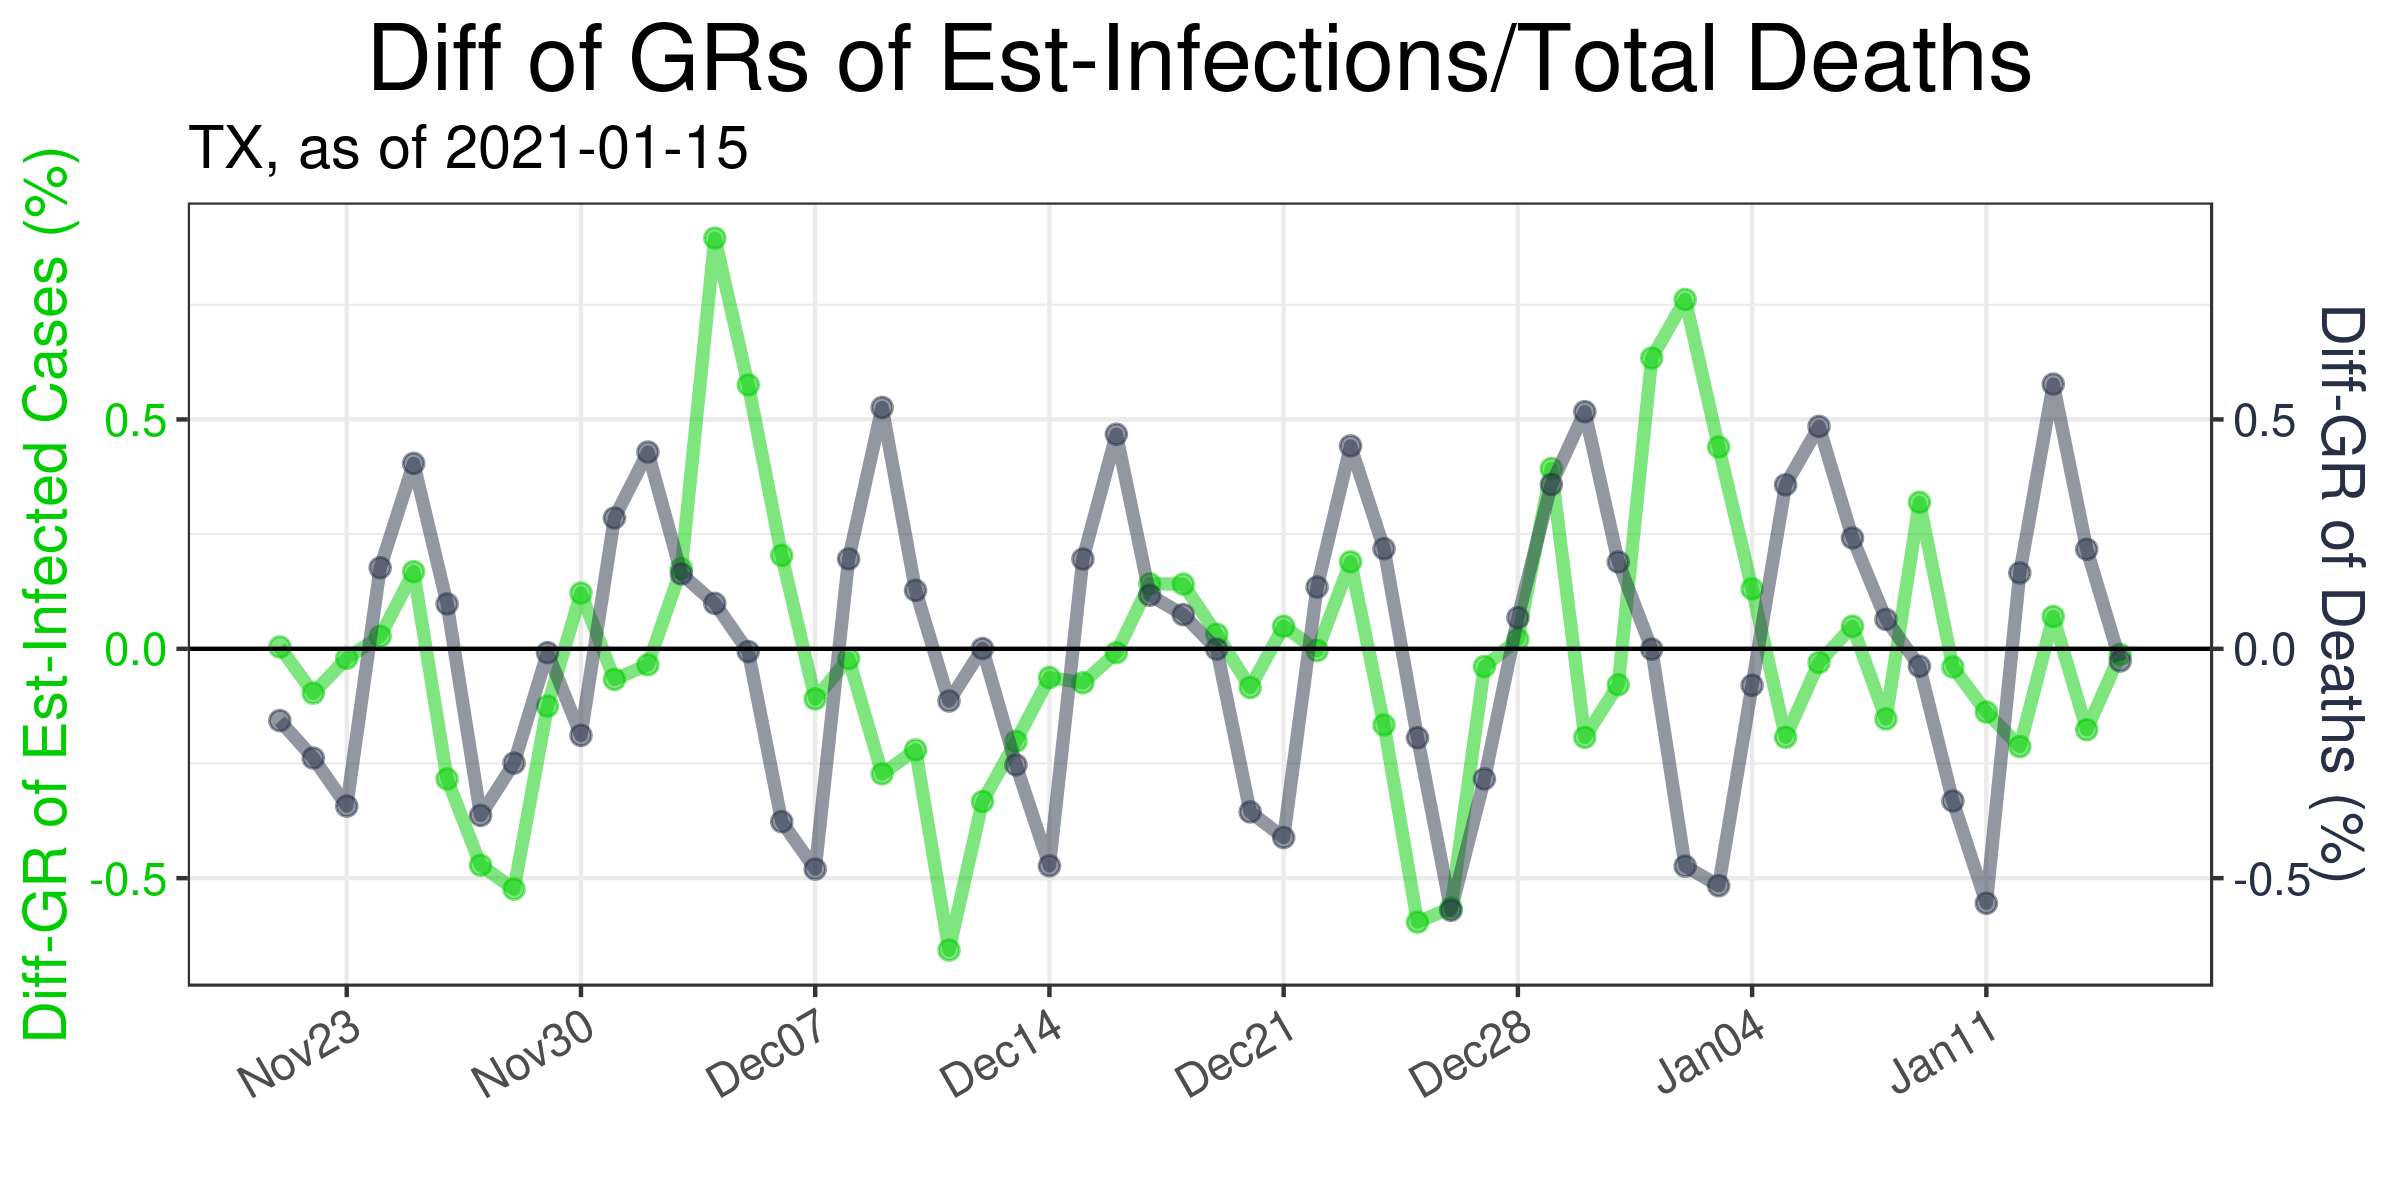 Diff of GRs of Est-Infections/Total Deaths
TX, as of 2021-01-15
Diff-GR of Est-Infected Cases (%)
0.5
0.0
-0.5
0.5
0.0
-0.5
Diff-GR of Deaths (%)
Nov23
Nov30
Dec07
Dec14
Dec21
Dec28
Jan04
Jan11